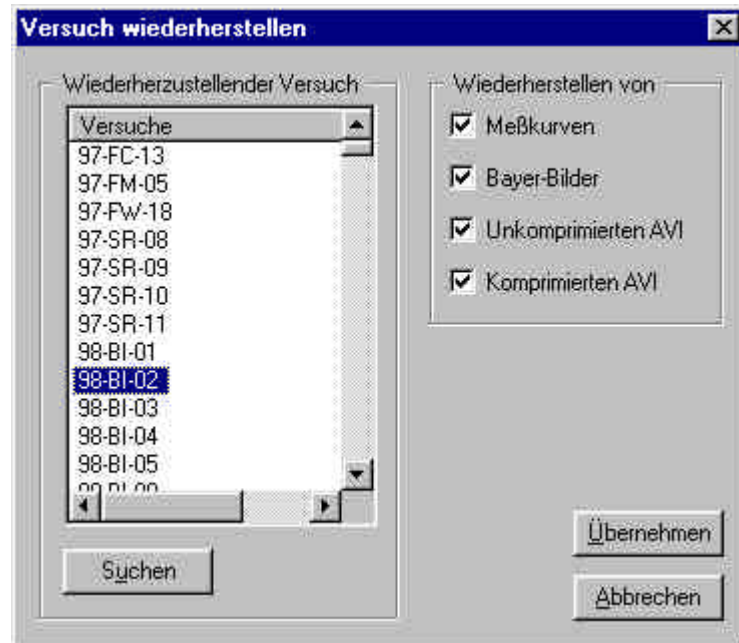 Versuch wiederherstellen
Wiederherzustellender Versuch
Versuche
97-FC-13
97-FM-05
97-FW-18
97-SR-08
97-SR-09
97-SR-10
97-SR-11
98-BI-01
98-BI-02
98-BI-03
98-BI-04
98-BI-05
Suchen
Wiederherstellen von
Meßkurven
Bayer-Bilder
Unkomprimierten AVI
Komprimierten AVI
Übernehmen
Abbrechen